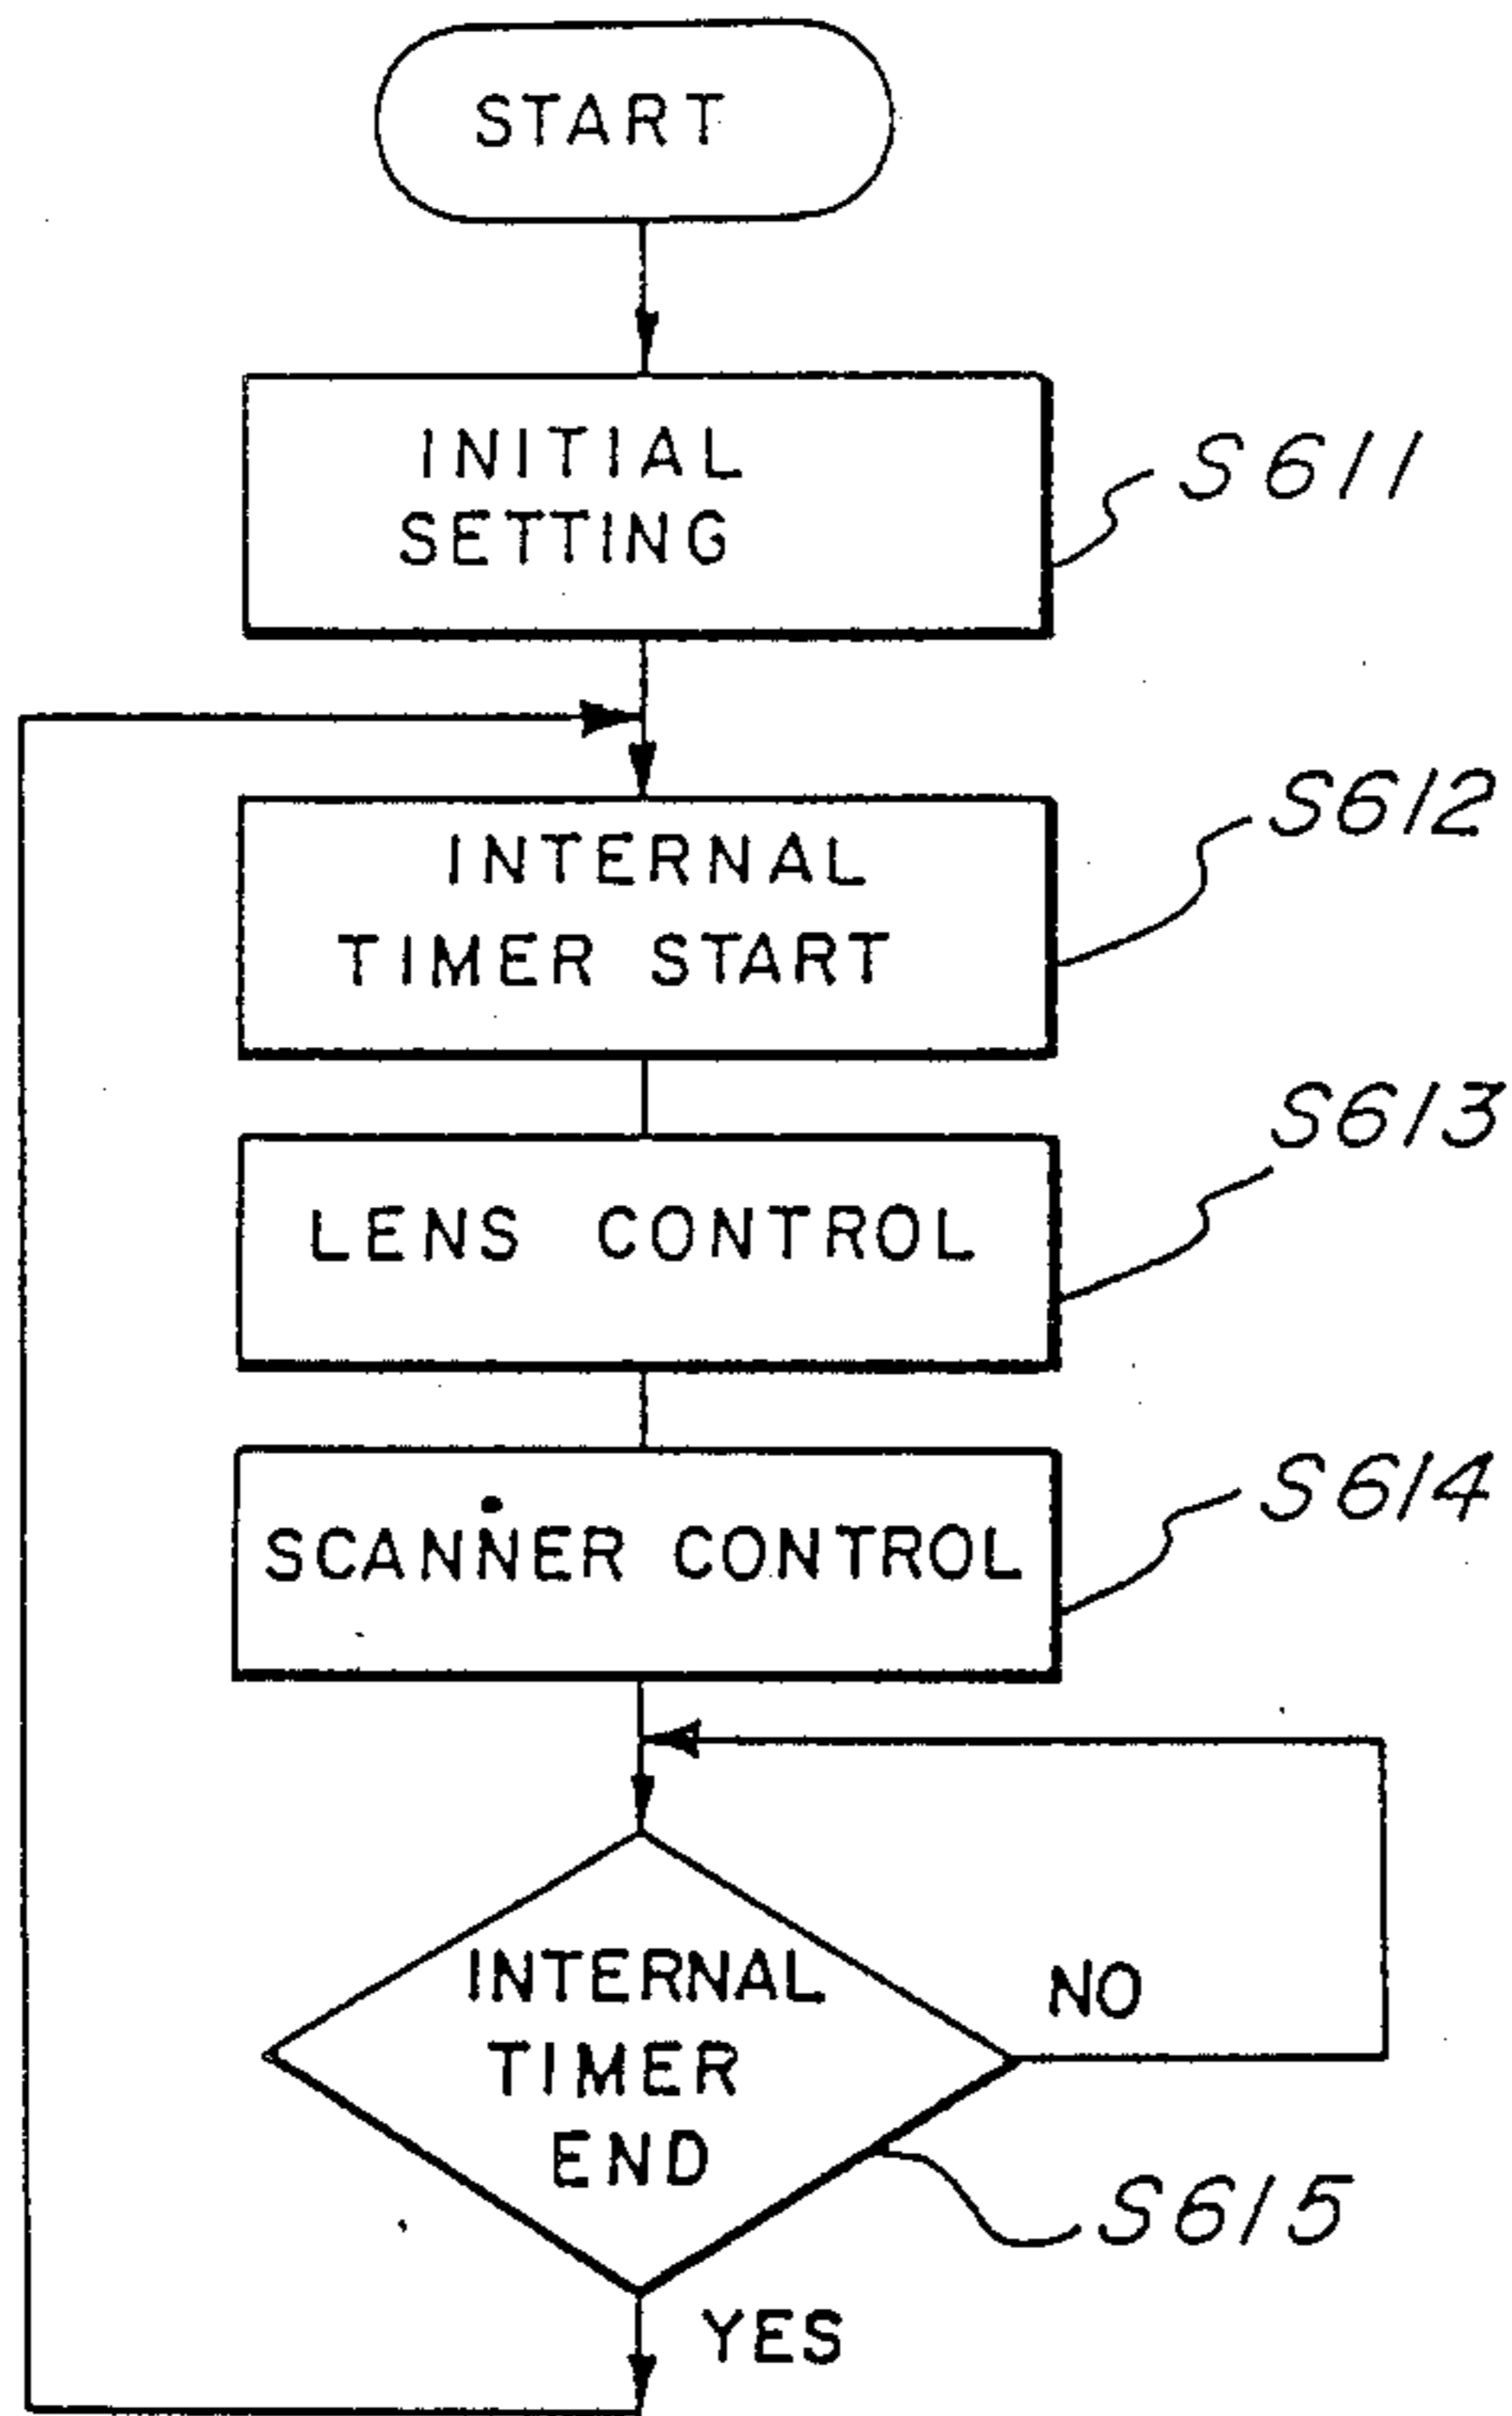 START
INITIAL
SETTING
S611
INTERNAL
TIMER START
S612
LENS CONTROL
S613
SCANNER CONTROL
S614
INTERNAL
TIMER
END
NO
S615
YES